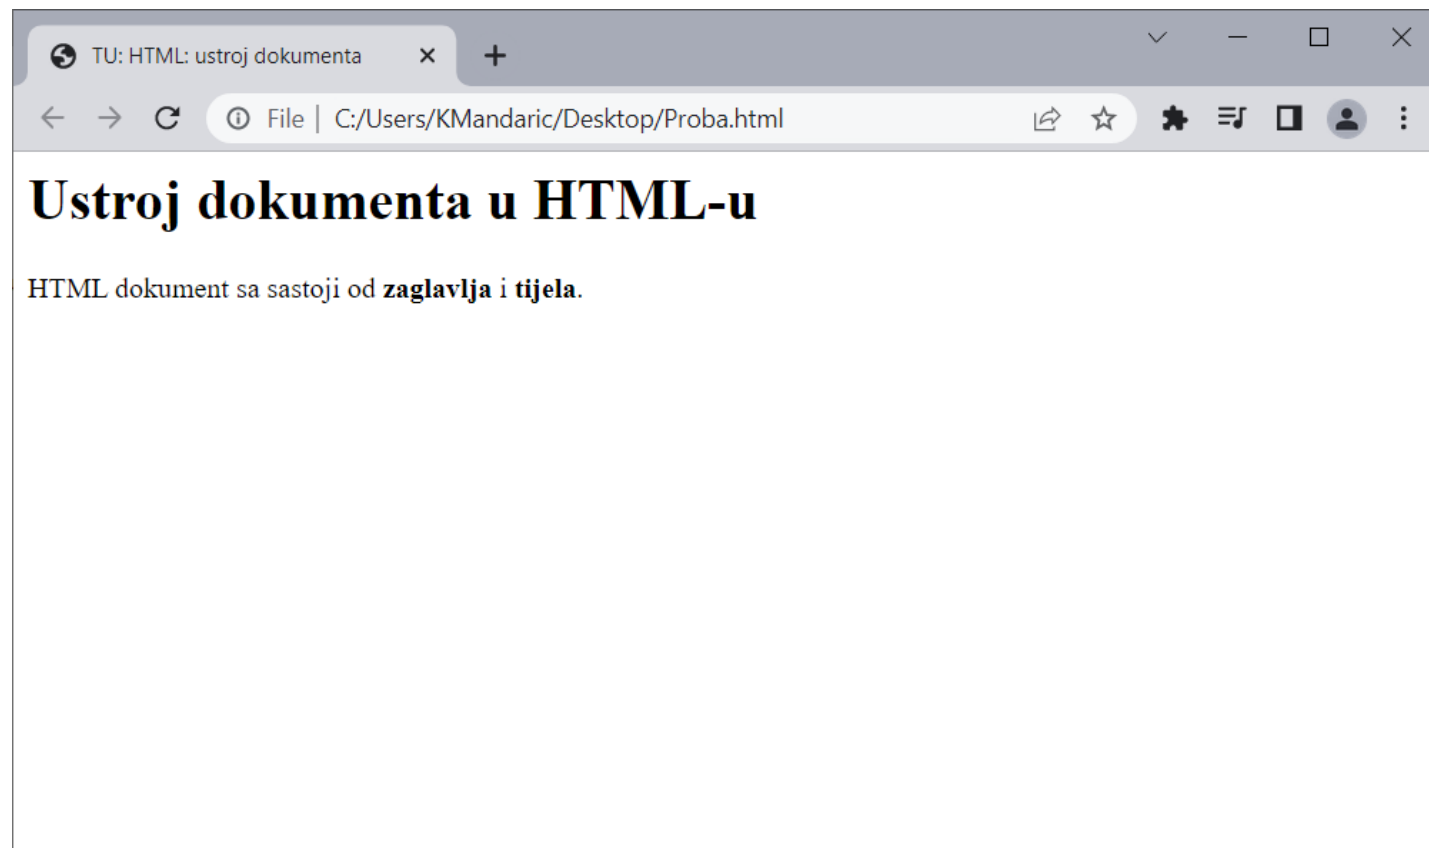 TU: HTML: ustroj dokumenta
File | C:/Users/KMandaric/Desktop/Proba.html
Ustroj dokumenta u HTML-u
HTML dokument sa sastoji od zaglavlja i tijela.